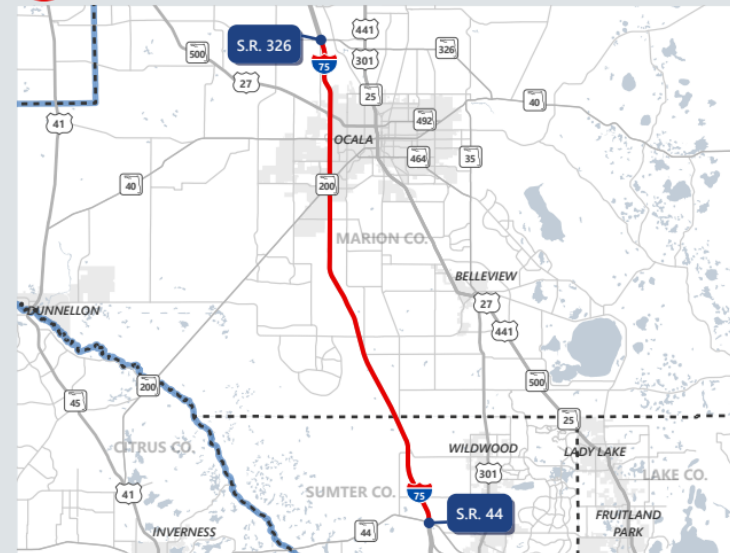 S.R. 326
441
326
500
301
75
27
25
40
492
41
OCALA
464
35
40
200
MARION CO.
BELLEVIEW
27
DUNNELLON
441
500
200
45
25
CITRUS CO.
WILDWOOD
LADY LAKE
301
LAKE CO.
41
SUMTER CO.
75
S.R. 44
FRUITLAND
PARK
44
INVERNESS